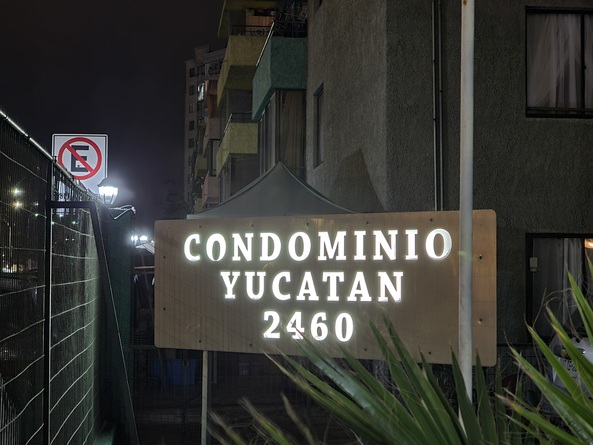 E
CONDOMINIO
YUCATAN
2460